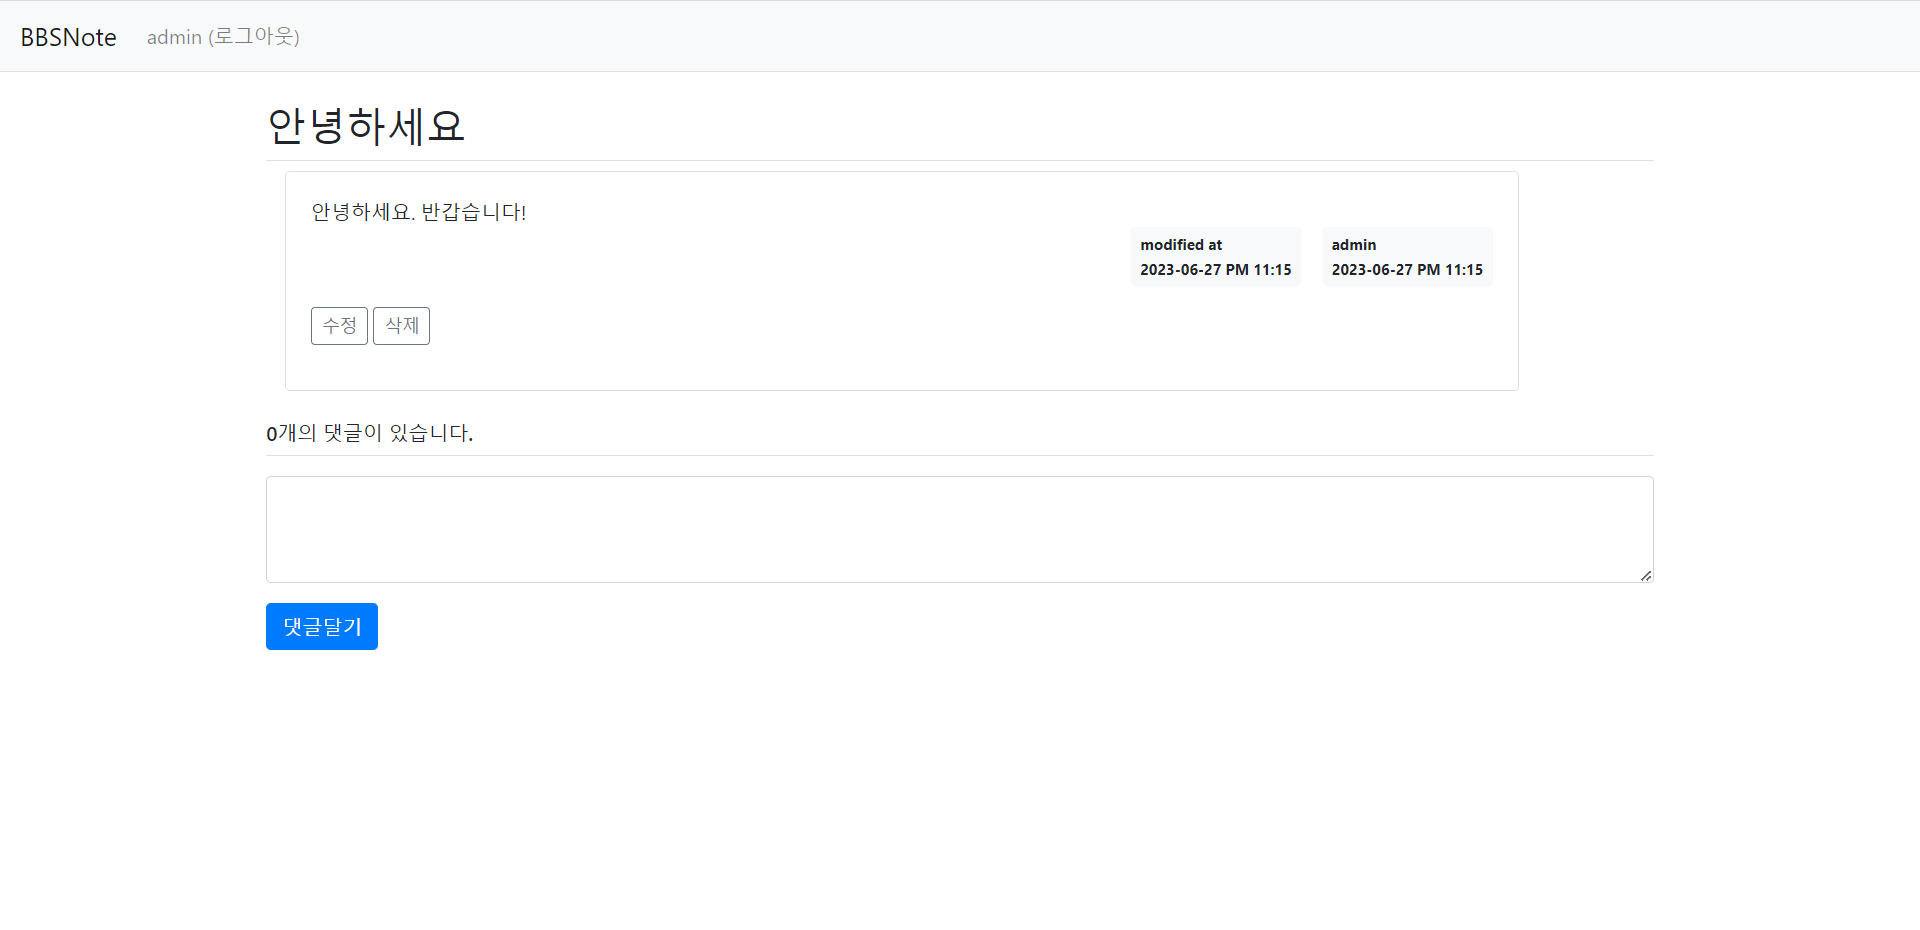 BBSNote admin (로그아웃)
안녕하세요
안녕하세요. 반갑습니다!
modified at
2023-06-27 PM 11:15
admin
2023-06-27 PM 11:15
수정 삭제
0개의 댓글이 있습니다.
댓글달기